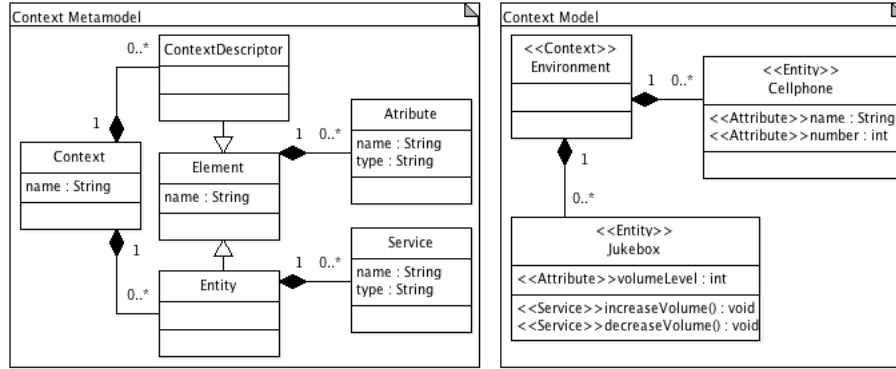 Context Metamodel
0..*
ContextDescriptor
1
Context
name : String
Element
name : String
1
0..*
Atribute
name : String
type : String
1
0..*
Entity
1
0..*
Service
name : String
type : String
Context Model
<<Context>>
Environment
1
0..*
<<Entity>>
Cellphone
<<Attribute>>name : String
<<Attribute>>number : int
1
0..*
<<Entity>>
Jukebox
<<Attribute>>volumeLevel : int
<<Service>>increaseVolume() : void
<<Service>>decreaseVolume() : void